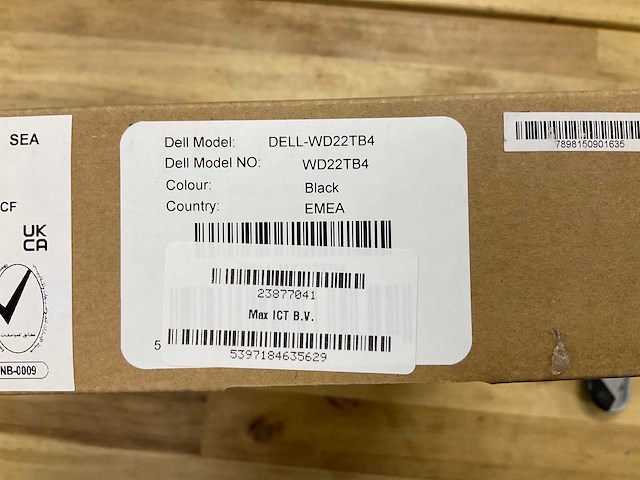 SEA
CF
UK
CA
NB-0009
Dell Model: DELL-WD22TB4
Dell Model NO: WD22TB4
Colour: Black
Country: EMEA
23877041
Max ICT B.V.
5
5397184635629
7898150901635